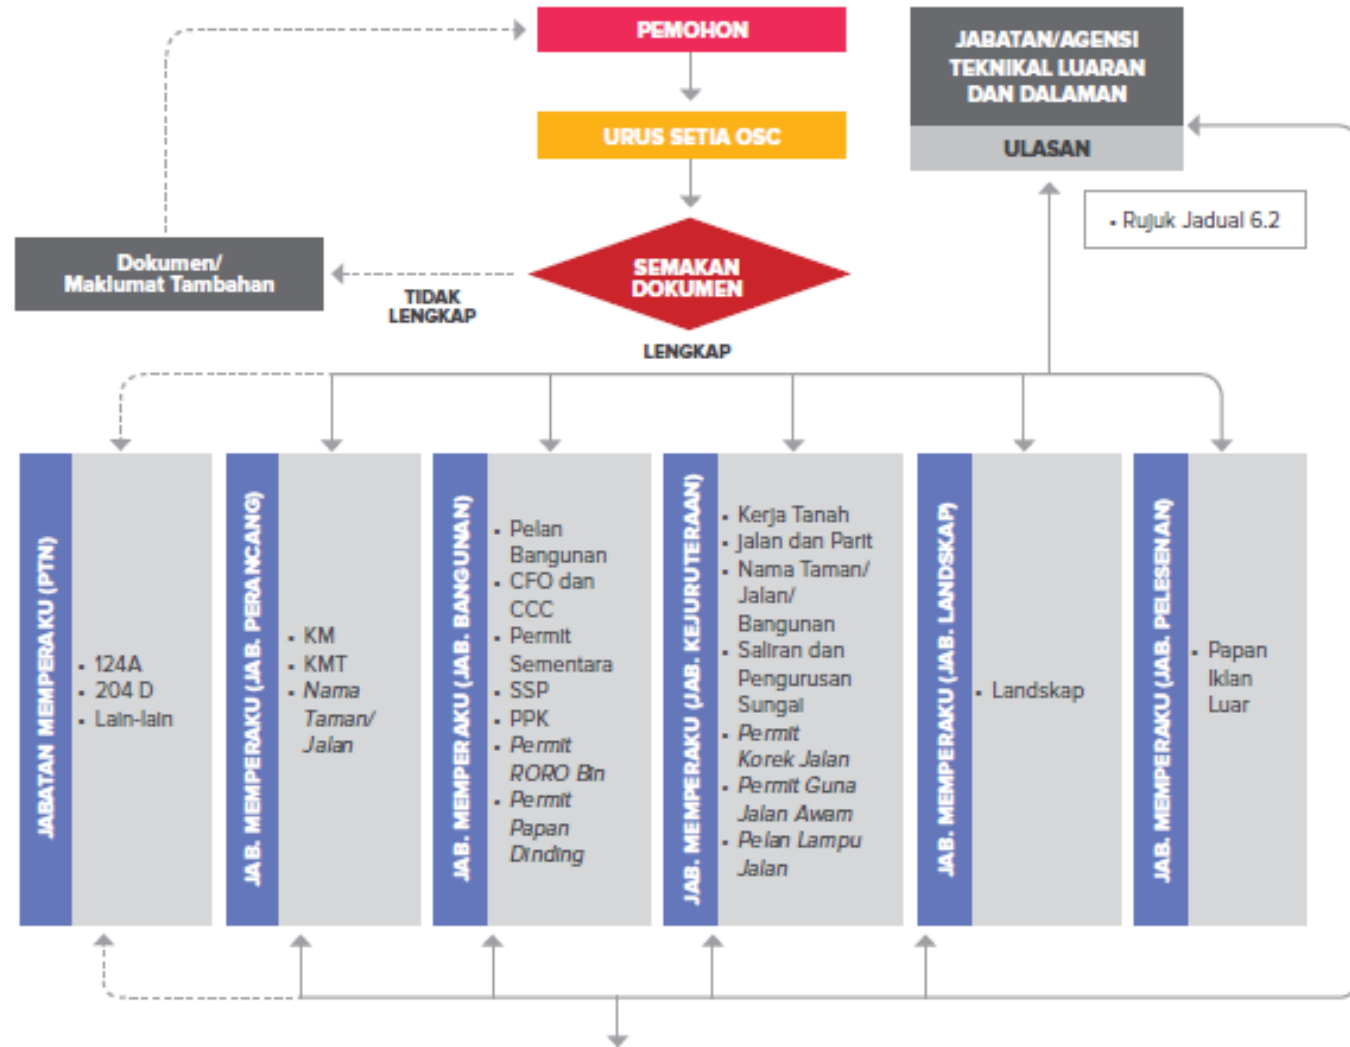 PEMOHON
URUS SETIA OSC
JABATAN/AGENSI
TEKNIKAL LUARAN
DAN DALAMAN
ULASAN
▪ Rujuk Jadual 6.2
Dokumen/
Maklumat Tambahan
SEMAKAN
DOKUMEN
TIDAK
LENGKAP
LENGKAP
JABATAN MEMPERAKU (PTN)
▪ 124A
▪ 204 D
▪ Lain-lain
JAB. MEMPERAKU (JAB. PERANCANG)
▪ KM
▪ KMT
▪ Nama
Taman/
Jalan
JAB. MEMPERAKU (JAB. BANGUNAN)
▪ Pelan
Bangunan
▪ CFO dan
CCC
▪ Permit
Sementara
▪ SSP
▪ PPK
▪ Permit
RORO Bin
▪ Permit
Papan
Dinding
JAB. MEMPERAKU (JAB. KEJURUTERAAN)
▪ Kerja Tanah
▪ Jalan dan Parit
▪ Nama Taman/
Jalan/
Bangunan
▪ Saliran dan
Pengurusan
Sungai
▪ Permit
Korek Jalan
▪ Permit Guna
Jalan Awam
▪ Pelan Lampu
Jalan
JAB. MEMPERAKU (JAB. LANDSKAP)
▪ Landskap
JAB. MEMPERAKU (JAB. PELESENAN)
▪ Papan
Iklan
Luar